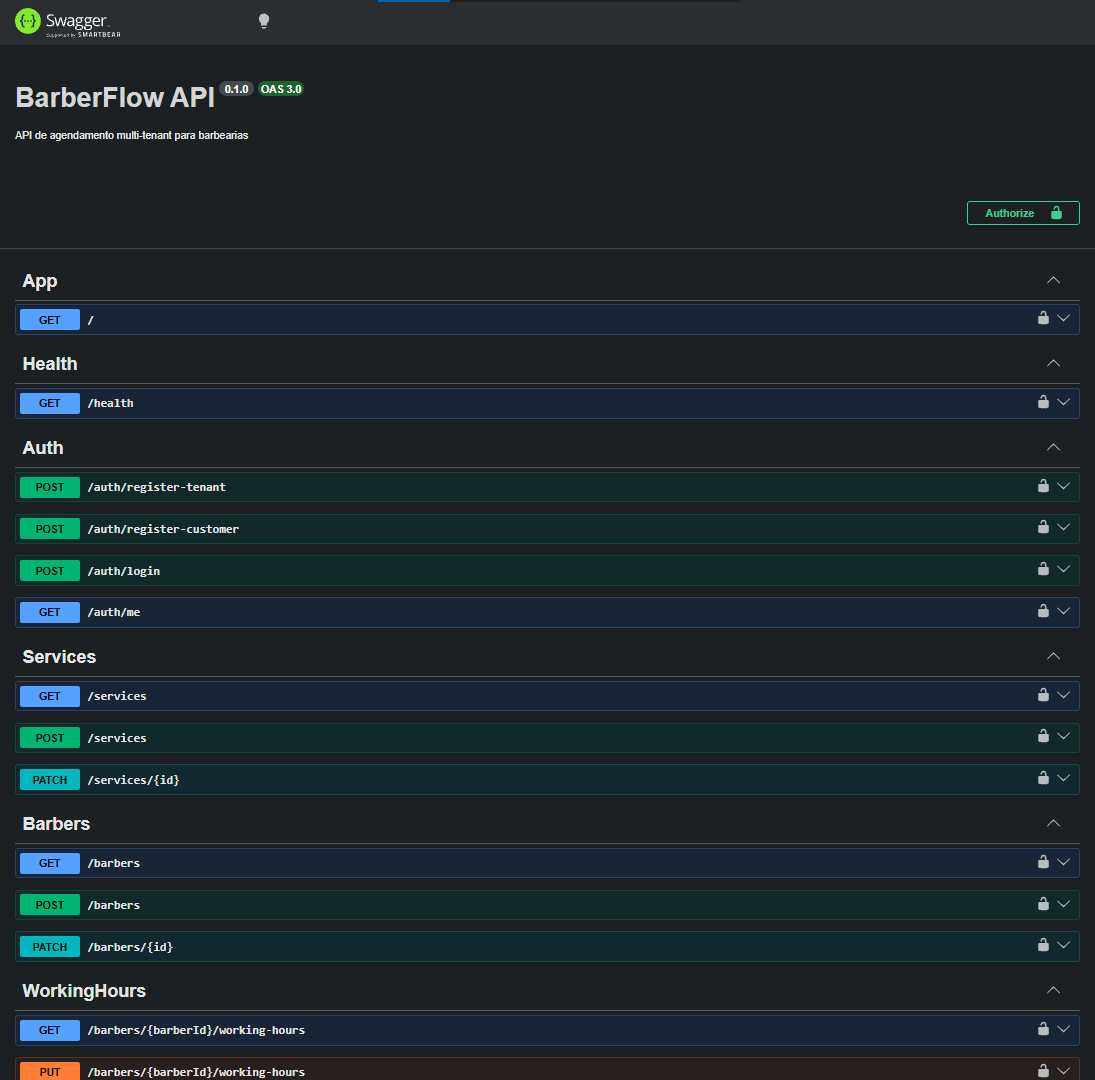 Swagger
Supported by SMARTBEAR
BarberFlow API 0.1.0 OAS 3.0
API de agendamento multi-tenant para barbearias
Authorize
App
GET /
Health
GET /health
Auth
POST /auth/register-tenant
POST /auth/register-customer
POST /auth/login
GET /auth/me
Services
GET /services
POST /services
PATCH /services/{id}
Barbers
GET /barbers
POST /barbers
PATCH /barbers/{id}
WorkingHours
GET /barbers/{barberId}/working-hours
PUT /barbers/{barberId}/working-hours